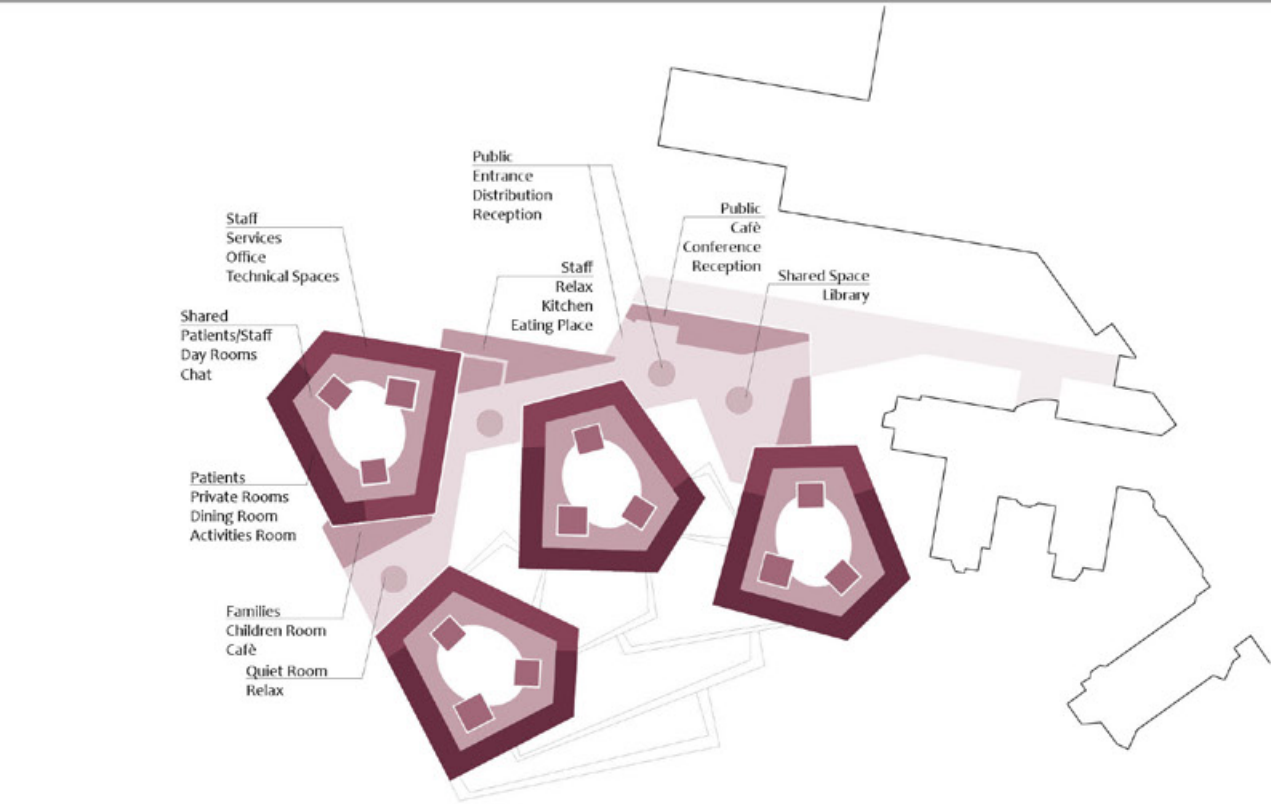 Public
Entrance
Distribution
Reception
Public
Cafè
Conference
Reception
Staff
Services
Office
Technical Spaces
Staff
Relax
Kitchen
Eating Place
Shared Space
Library
Shared
Patients/Staff
Day Rooms
Chat
Patients
Private Rooms
Dining Room
Activities Room
Families
Children Room
Cafè
Quiet Room
Relax